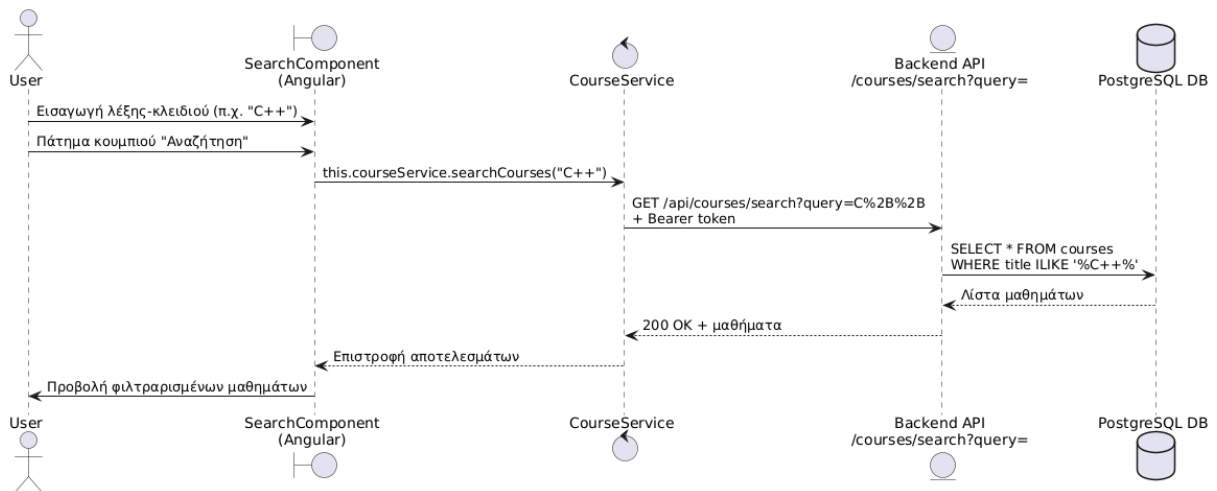 User
SearchComponent
(Angular)
CourseService
Backend API
/courses/search?query=
PostgreSQL DB
Εισαγωγή λέξης-κλειδιού (π.χ. "C++")
Πάτημα κουμπιού "Αναζήτηση"
this.courseService.searchCourses("C++")
GET /api/courses/search?query=C%2B%2B
+ Bearer token
SELECT * FROM courses
WHERE title ILIKE '%C++%'
Λίστα μαθημάτων
200 OK + μαθήματα
Επιστροφή αποτελεσμάτων
Προβολή φιλτραρισμένων μαθημάτων
User
SearchComponent
(Angular)
CourseService
Backend API
/courses/search?query=
PostgreSQL DB